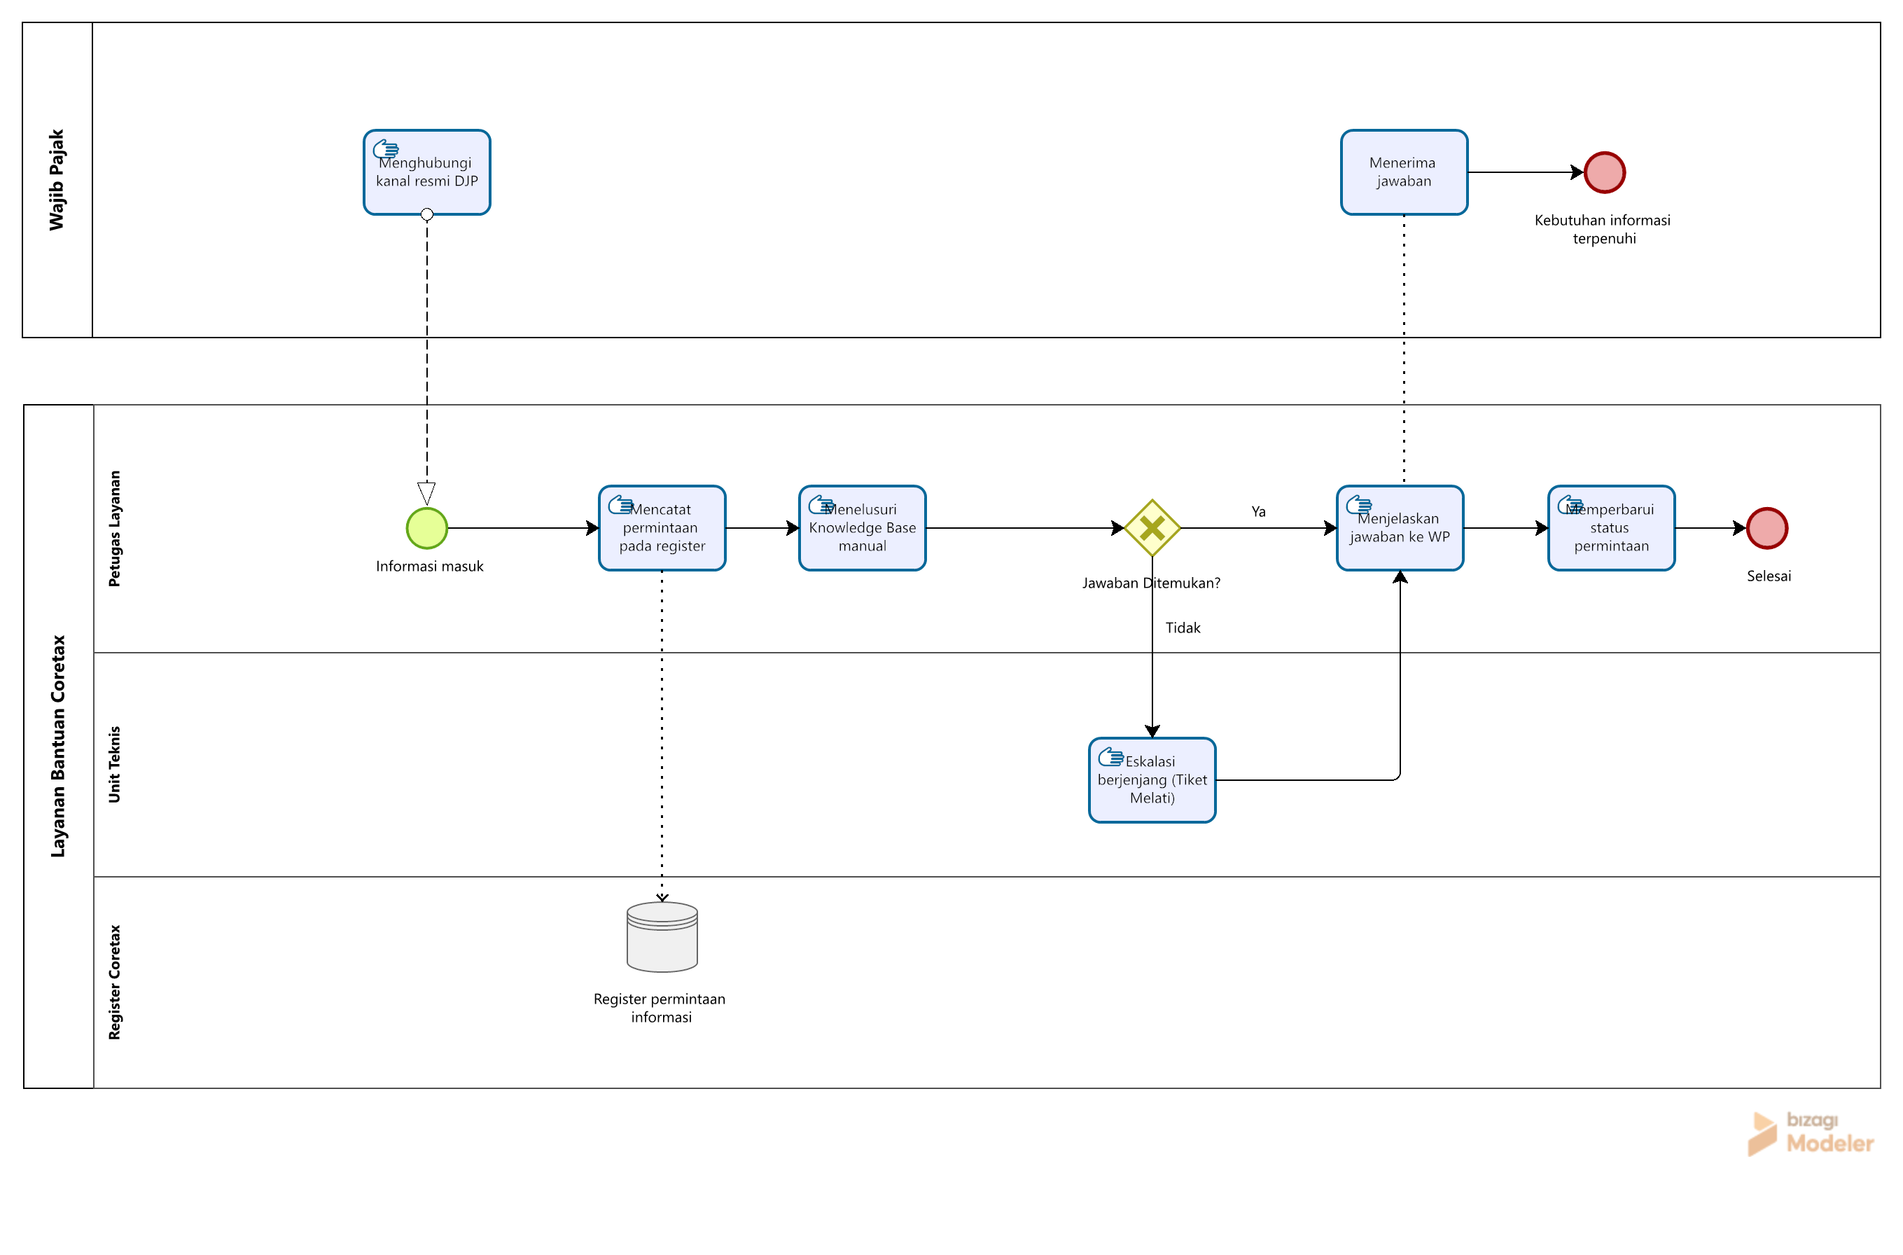 Wajib Pajak
Menghubungi
kanal resmi DJP
Menerima
jawaban
Kebutuhan informasi
terpenuhi
Layanan Bantuan Coretax
Petugas Layanan
Informasi masuk
Mencatat
permintaan
pada register
Menelusuri
Knowledge Base
manual
Jawaban Ditemukan?
Ya
Tidak
Menjelaskan
jawaban ke WP
Memperbarui
status
permintaan
Selesai
Unit Teknis
Eskalasi
berjenjang (Tiket
Melati)
Register Coretax
Register permintaan
informasi
bizagi
Modeler